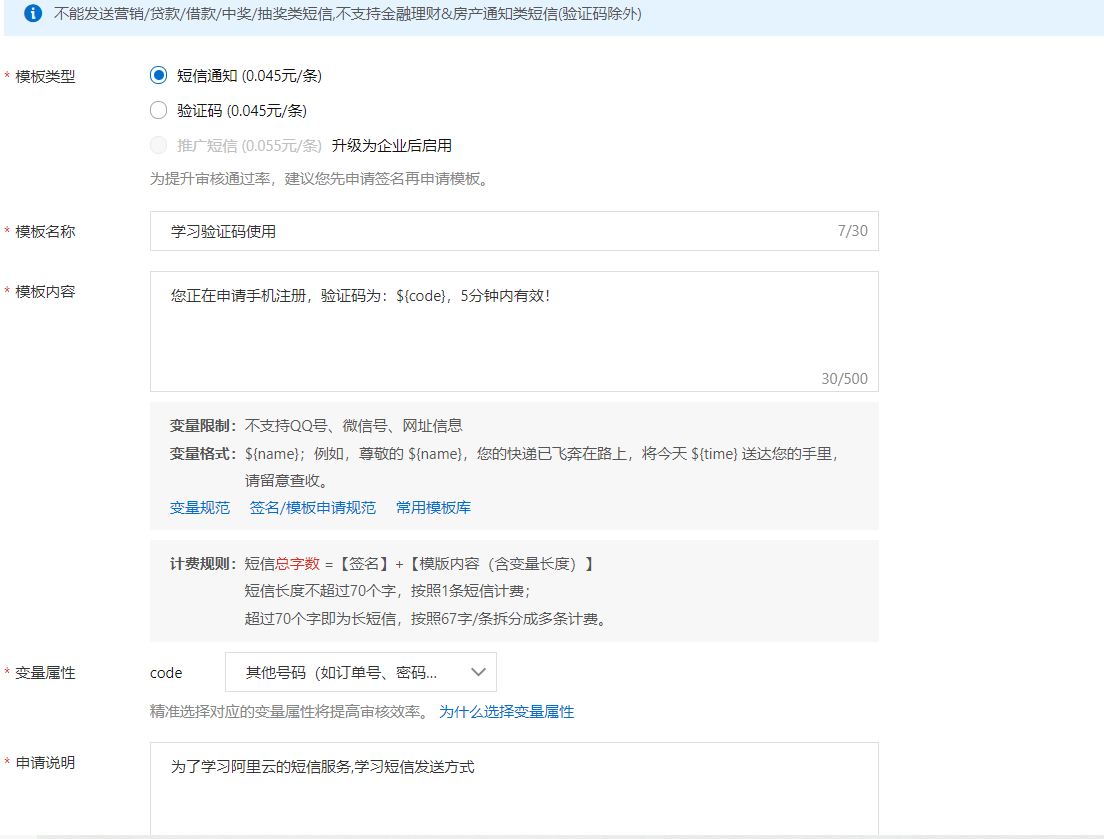 不能发送营销/贷款/借款/中奖/抽奖类短信,不支持金融理财&房产通知类短信(验证码除外)
* 模板类型
短信通知 (0.045元/条)
验证码 (0.045元/条)
推广短信 (0.055元/条) 升级为企业后启用
为提升审核通过率，建议您先申请签名再申请模板。
* 模板名称
学习验证码使用
7/30
* 模板内容
您正在申请手机注册，验证码为：${code}，5分钟内有效！
30/500
变量限制：不支持QQ号、微信号、网址信息
变量格式：${name}；例如，尊敬的 ${name}，您的快递已飞奔在路上，将今天 ${time} 送达您的手里，
请留意查收。
变量规范 签名/模板申请规范 常用模板库
计费规则：短信总字数 =【签名】+【模版内容（含变量长度）】
短信长度不超过70个字，按照1条短信计费；
超过70个字即为长短信，按照67字/条拆分成多条计费。
* 变量属性
code
其他号码（如订单号、密码...
精准选择对应的变量属性将提高审核效率。 为什么选择变量属性
* 申请说明
为了学习阿里云的短信服务,学习短信发送方式